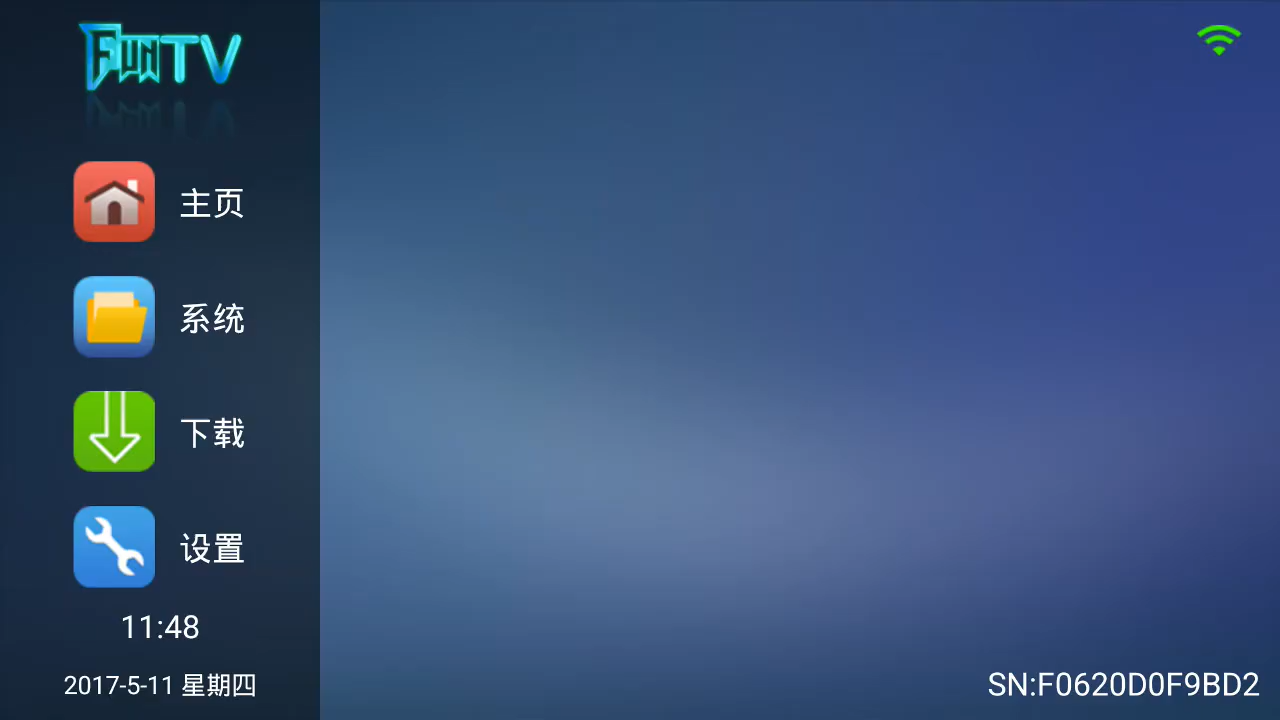 FunTV
主页
系统
下载
设置
11:48
2017-5-11 星期四
SN:F0620D0F9BD2